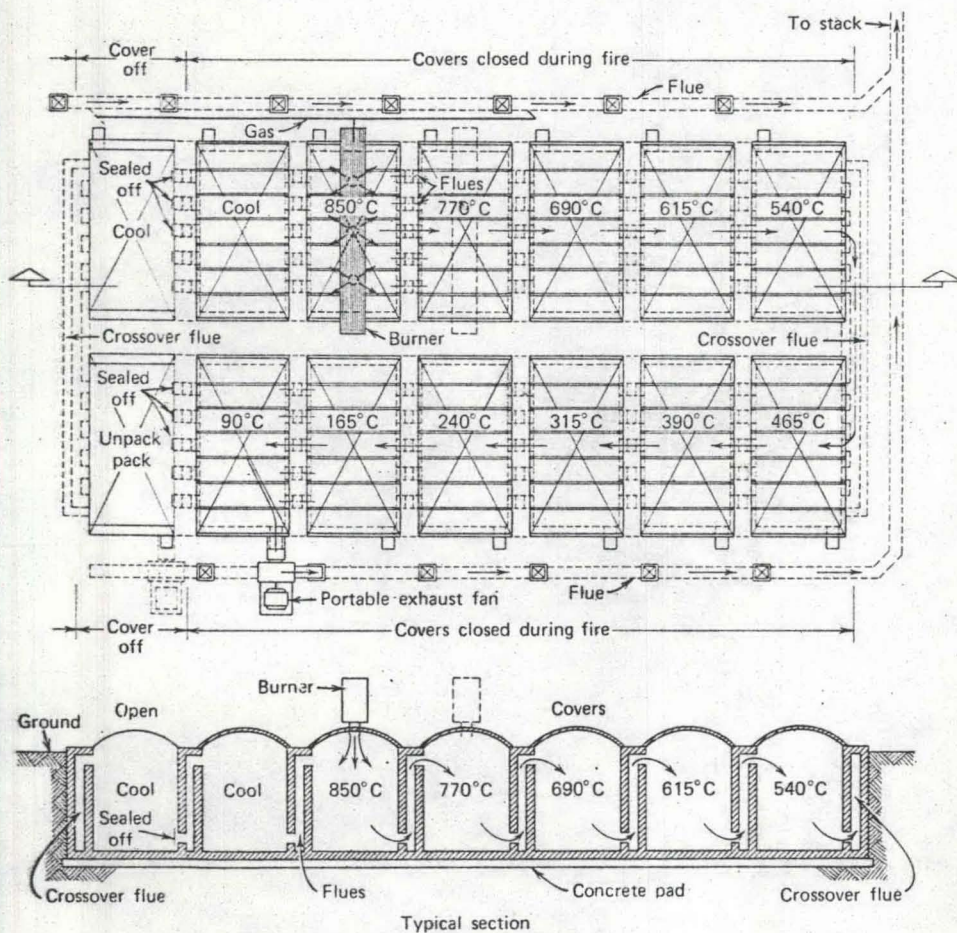 To stack
Cover
off
Covers closed during fire
Flue
Gas
Sealed
off
Cool
Cool
850°C
Flues
770°C
690°C
615°C
540°C
Crossover flue
Burner
Crossover flue
Sealed
off
Unpack
pack
90°C
165°C
240°C
315°C
390°C
465°C
Portable exhaust fan
Flue
Cover
off
Covers closed during fire
Burner
Ground
Open
Covers
Cool
Cool
850°C
770°C
690°C
615°C
540°C
Sealed
off
Crossover flue
Flues
Concrete pad
Crossover flue
Typical section